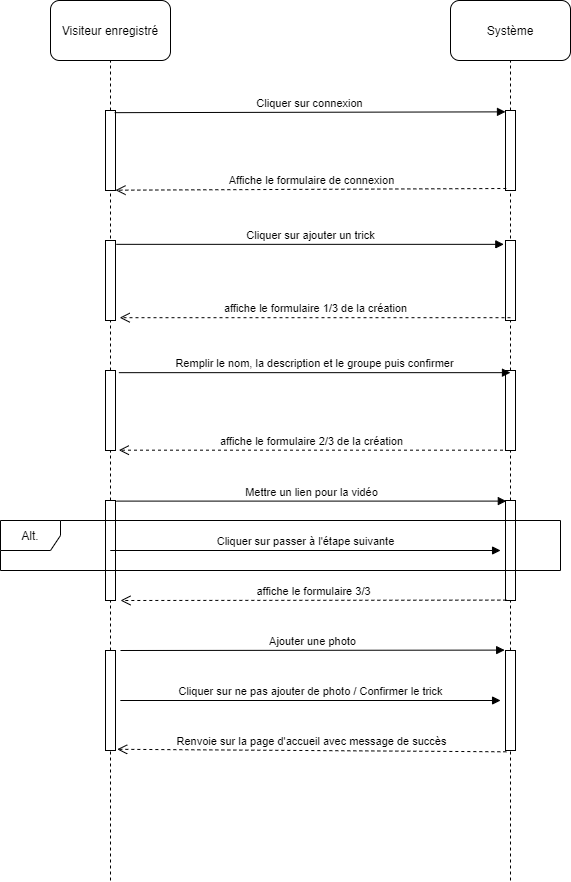 Visiteur enregistré
Système
Cliquer sur connexion
Affiche le formulaire de connexion
Cliquer sur ajouter un trick
affiche le formulaire 1/3 de la création
Remplir le nom, la description et le groupe puis confirmer
affiche le formulaire 2/3 de la création
Mettre un lien pour la vidéo
Alt.
Cliquer sur passer à l'étape suivante
affiche le formulaire 3/3
Ajouter une photo
Cliquer sur ne pas ajouter de photo / Confirmer le trick
Renvoie sur la page d'accueil avec message de succès